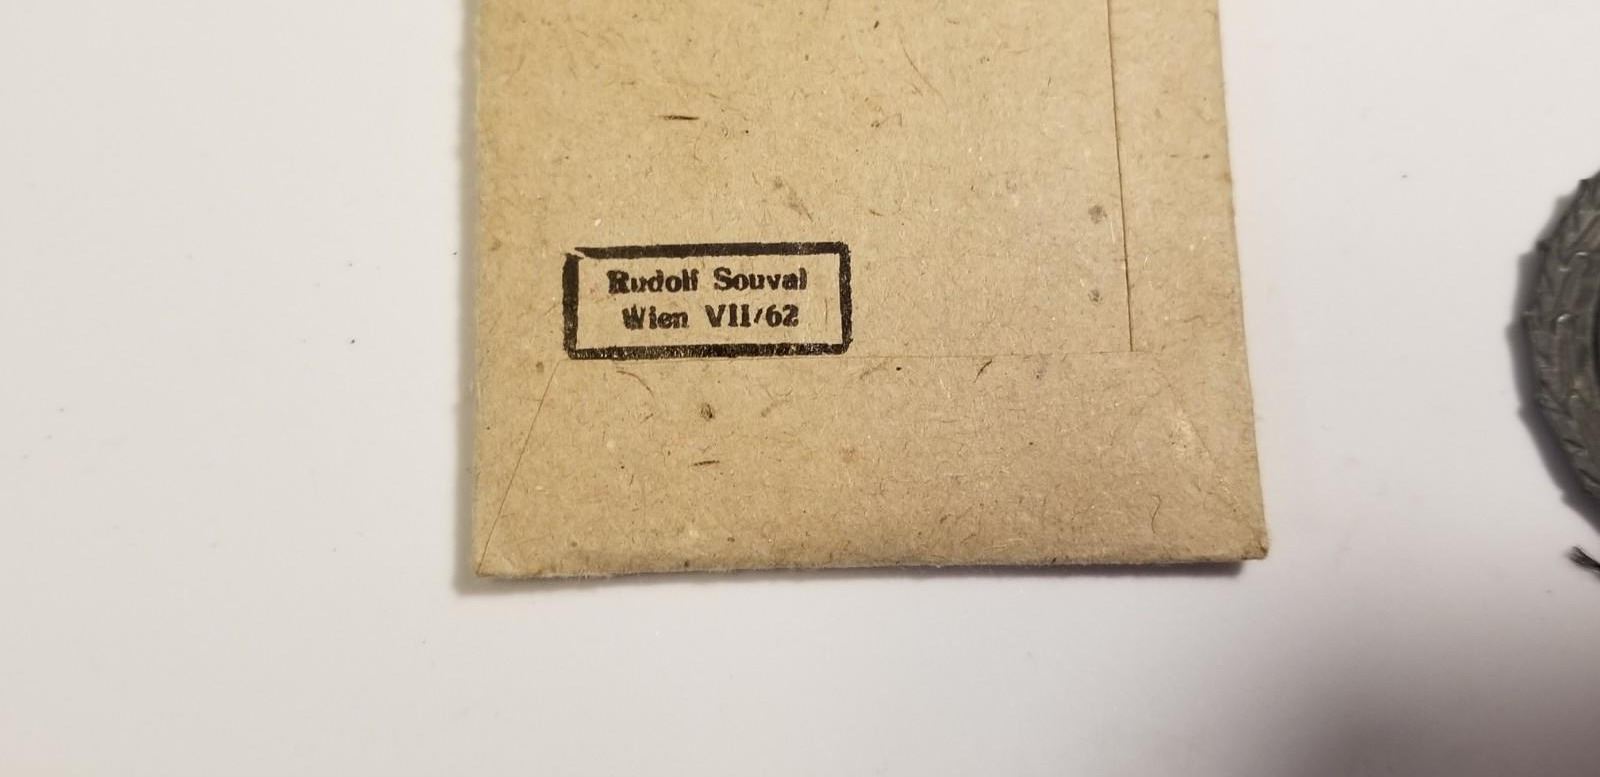 Rudolf Souval
Wien VII/62